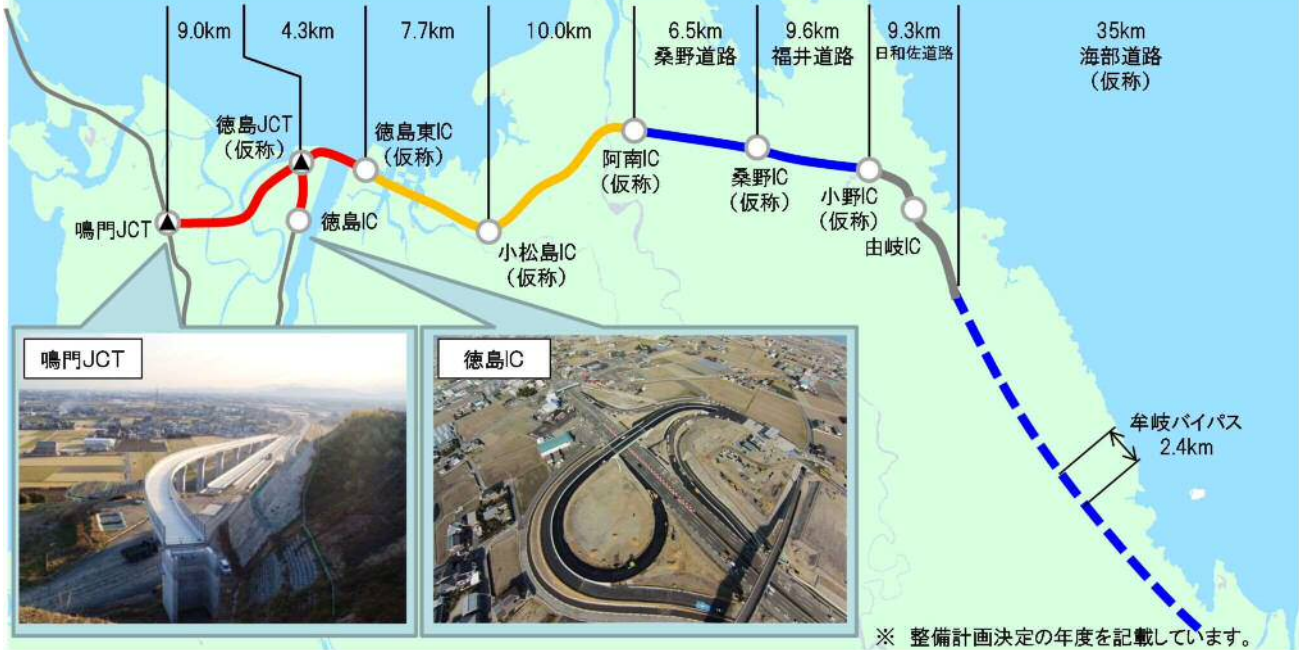 9.0km
4.3km
7.7km
10.0km
6.5km
桑野道路
9.6km
福井道路
9.3km
日和佐道路
35km
海部道路
(仮称)
徳島JCT
(仮称)
徳島東IC
(仮称)
阿南IC
(仮称)
桑野IC
(仮称)
小野IC
(仮称)
鳴門JCT
徳島IC
小松島IC
(仮称)
由岐IC
鳴門JCT
徳島IC
牟岐バイパス
2.4km
※ 整備計画決定の年度を記載しています。